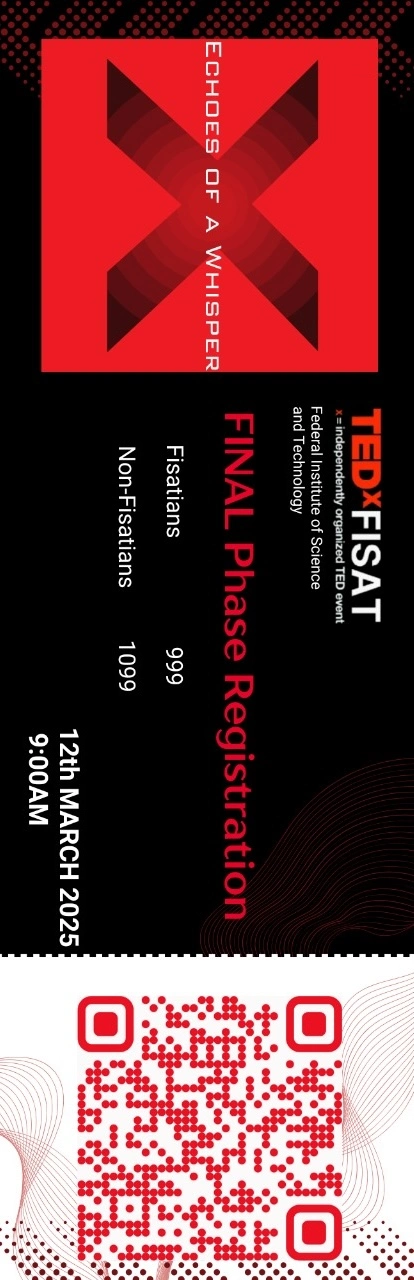 ECHOES OF A WHISPER
TEDxFISAT
x = independently organized TED event
Federal Institute of Science
and Technology
FINAL Phase Registration
Fisatians 999
Non-Fisatians 1099
12th MARCH 2025
9:00AM